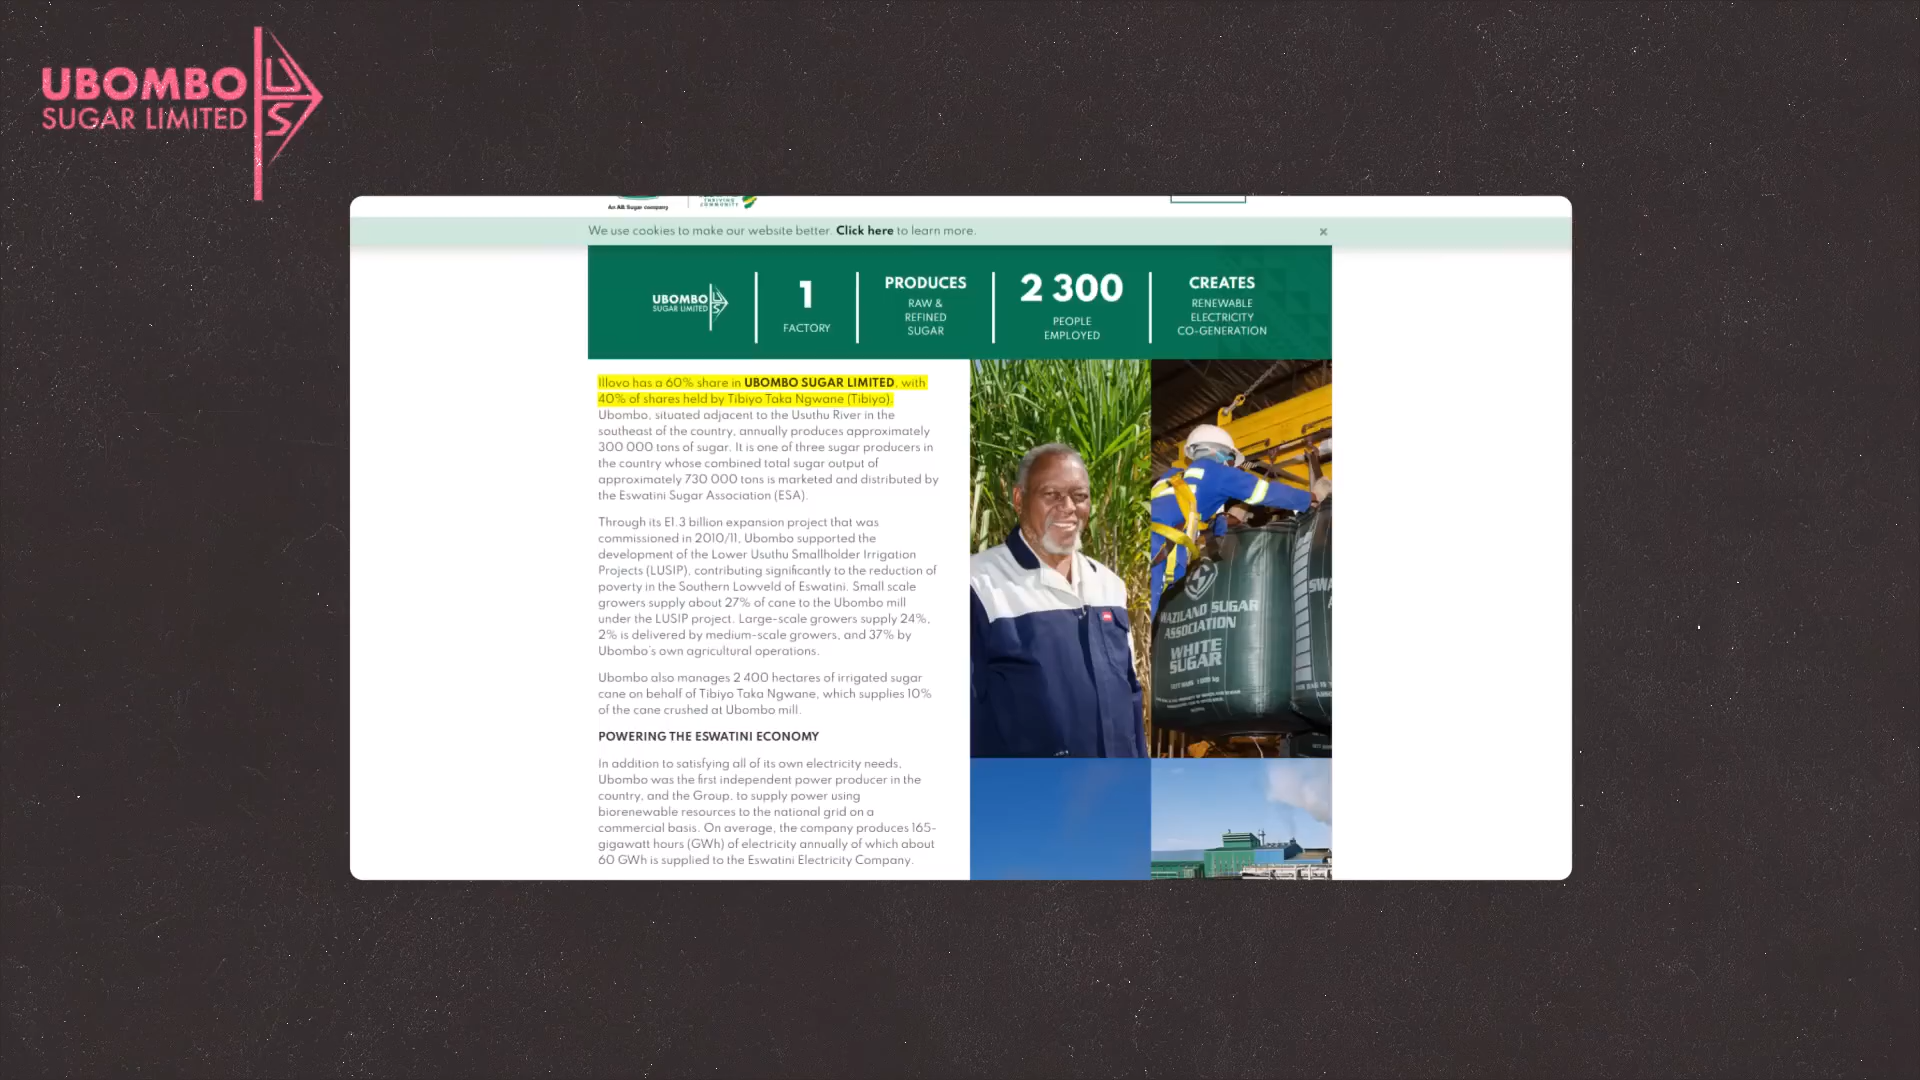 UBOMBO
SUGAR LIMITED
An AB Sugar company
THRIVING
COMMUNITY
We use cookies to make our website better. Click here to learn more.
×
UBOMBO
SUGAR LIMITED
1
FACTORY
PRODUCES
RAW &
REFINED
SUGAR
2 300
PEOPLE
EMPLOYED
CREATES
RENEWABLE
ELECTRICITY
CO-GENERATION
Illovo has a 60% share in UBOMBO SUGAR LIMITED, with
40% of shares held by Tibiyo Taka Ngwane (Tibiyo).
Ubombo, situated adjacent to the Usuthu River in the
southeast of the country, annually produces approximately
300 000 tons of sugar. It is one of three sugar producers in
the country whose combined total sugar output of
approximately 730 000 tons is marketed and distributed by
the Eswatini Sugar Association (ESA).
Through its E1.3 billion expansion project that was
commissioned in 2010/11, Ubombo supported the
development of the Lower Usuthu Smallholder Irrigation
Projects (LUSIP), contributing significantly to the reduction of
poverty in the Southern Lowveld of Eswatini. Small scale
growers supply about 27% of cane to the Ubombo mill
under the LUSIP project. Large-scale growers supply 24%,
2% is delivered by medium-scale growers, and 37% by
Ubombo's own agricultural operations.
Ubombo also manages 2 400 hectares of irrigated sugar
cane on behalf of Tibiyo Taka Ngwane, which supplies 10%
of the cane crushed at Ubombo mill.
POWERING THE ESWATINI ECONOMY
In addition to satisfying all of its own electricity needs,
Ubombo was the first independent power producer in the
country, and the Group, to supply power using
biorenewable resources to the national grid on a
commercial basis. On average, the company produces 165-
gigawatt hours (GWh) of electricity annually of which about
60 GWh is supplied to the Eswatini Electricity Company.
WAZILAND SUGAR
ASSOCIATION
WHITE
SUGAR
SWA